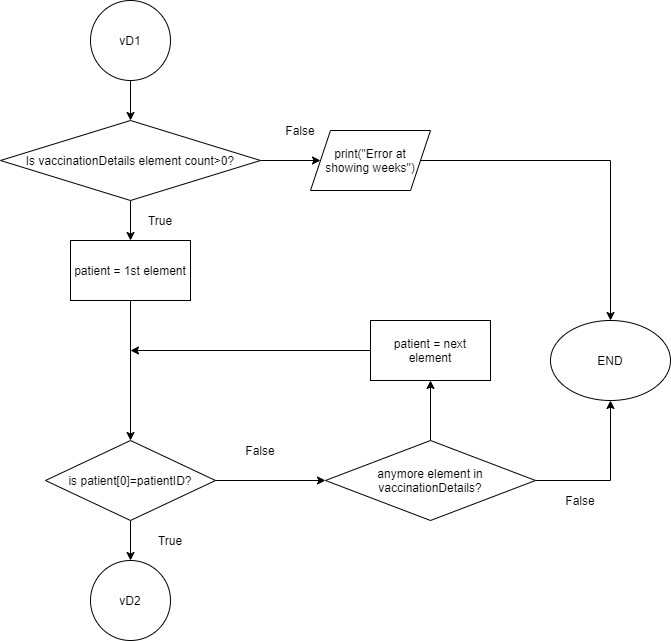 vD1
Is vaccinationDetails element count>0?
False
print("Error at
showing weeks")
True
patient = 1st element
patient = next
element
END
is patient[0]=patientID?
False
anymore element in
vaccinationDetails?
False
True
vD2